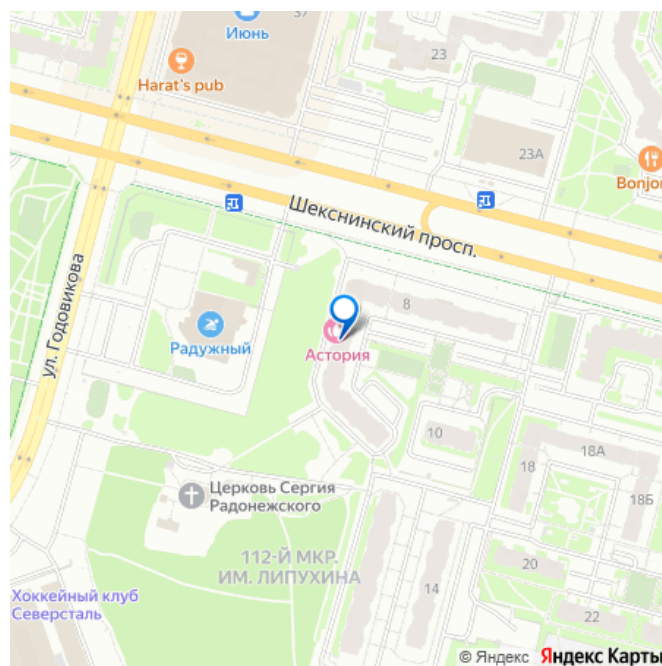 37
Июнь
23
Harat's pub
23А
Bonjor
Шекснинский просп.
ул. Годовикова
8
Радужный
Астория
10
18А
18
18Б
Церковь Сергия
Радонежского
112-Й МКР.
ИМ. ЛИПУХИНА
20
14
Хоккейный клуб
Северсталь
22
© Яндекс Яндекс Карты